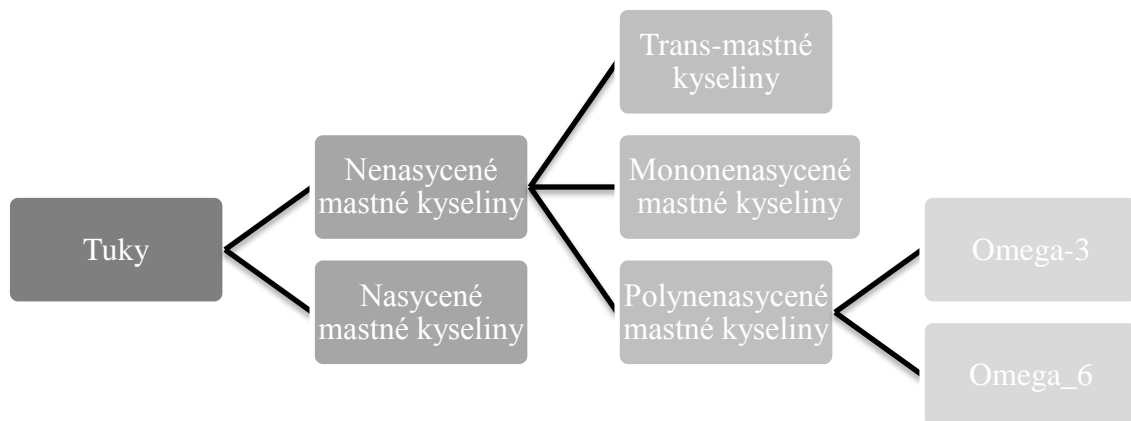 Tuky
Nenasycené
mastné kyseliny
Nasycené
mastné kyseliny
Trans-mastné
kyseliny
Mononenasycené
mastné kyseliny
Polynenasycené
mastné kyseliny
Omega-3
Omega_6